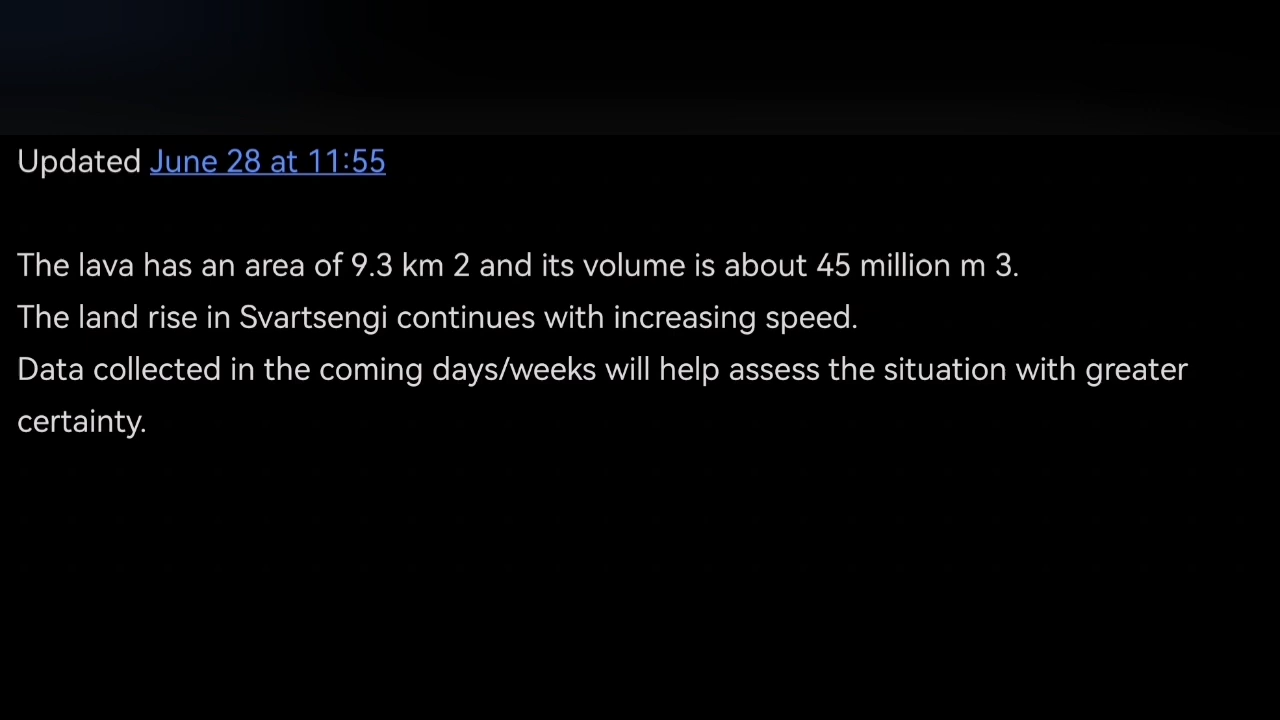 Updated June 28 at 11:55
The lava has an area of 9.3 km 2 and its volume is about 45 million m 3.
The land rise in Svartsengi continues with increasing speed.
Data collected in the coming days/weeks will help assess the situation with greater
certainty.